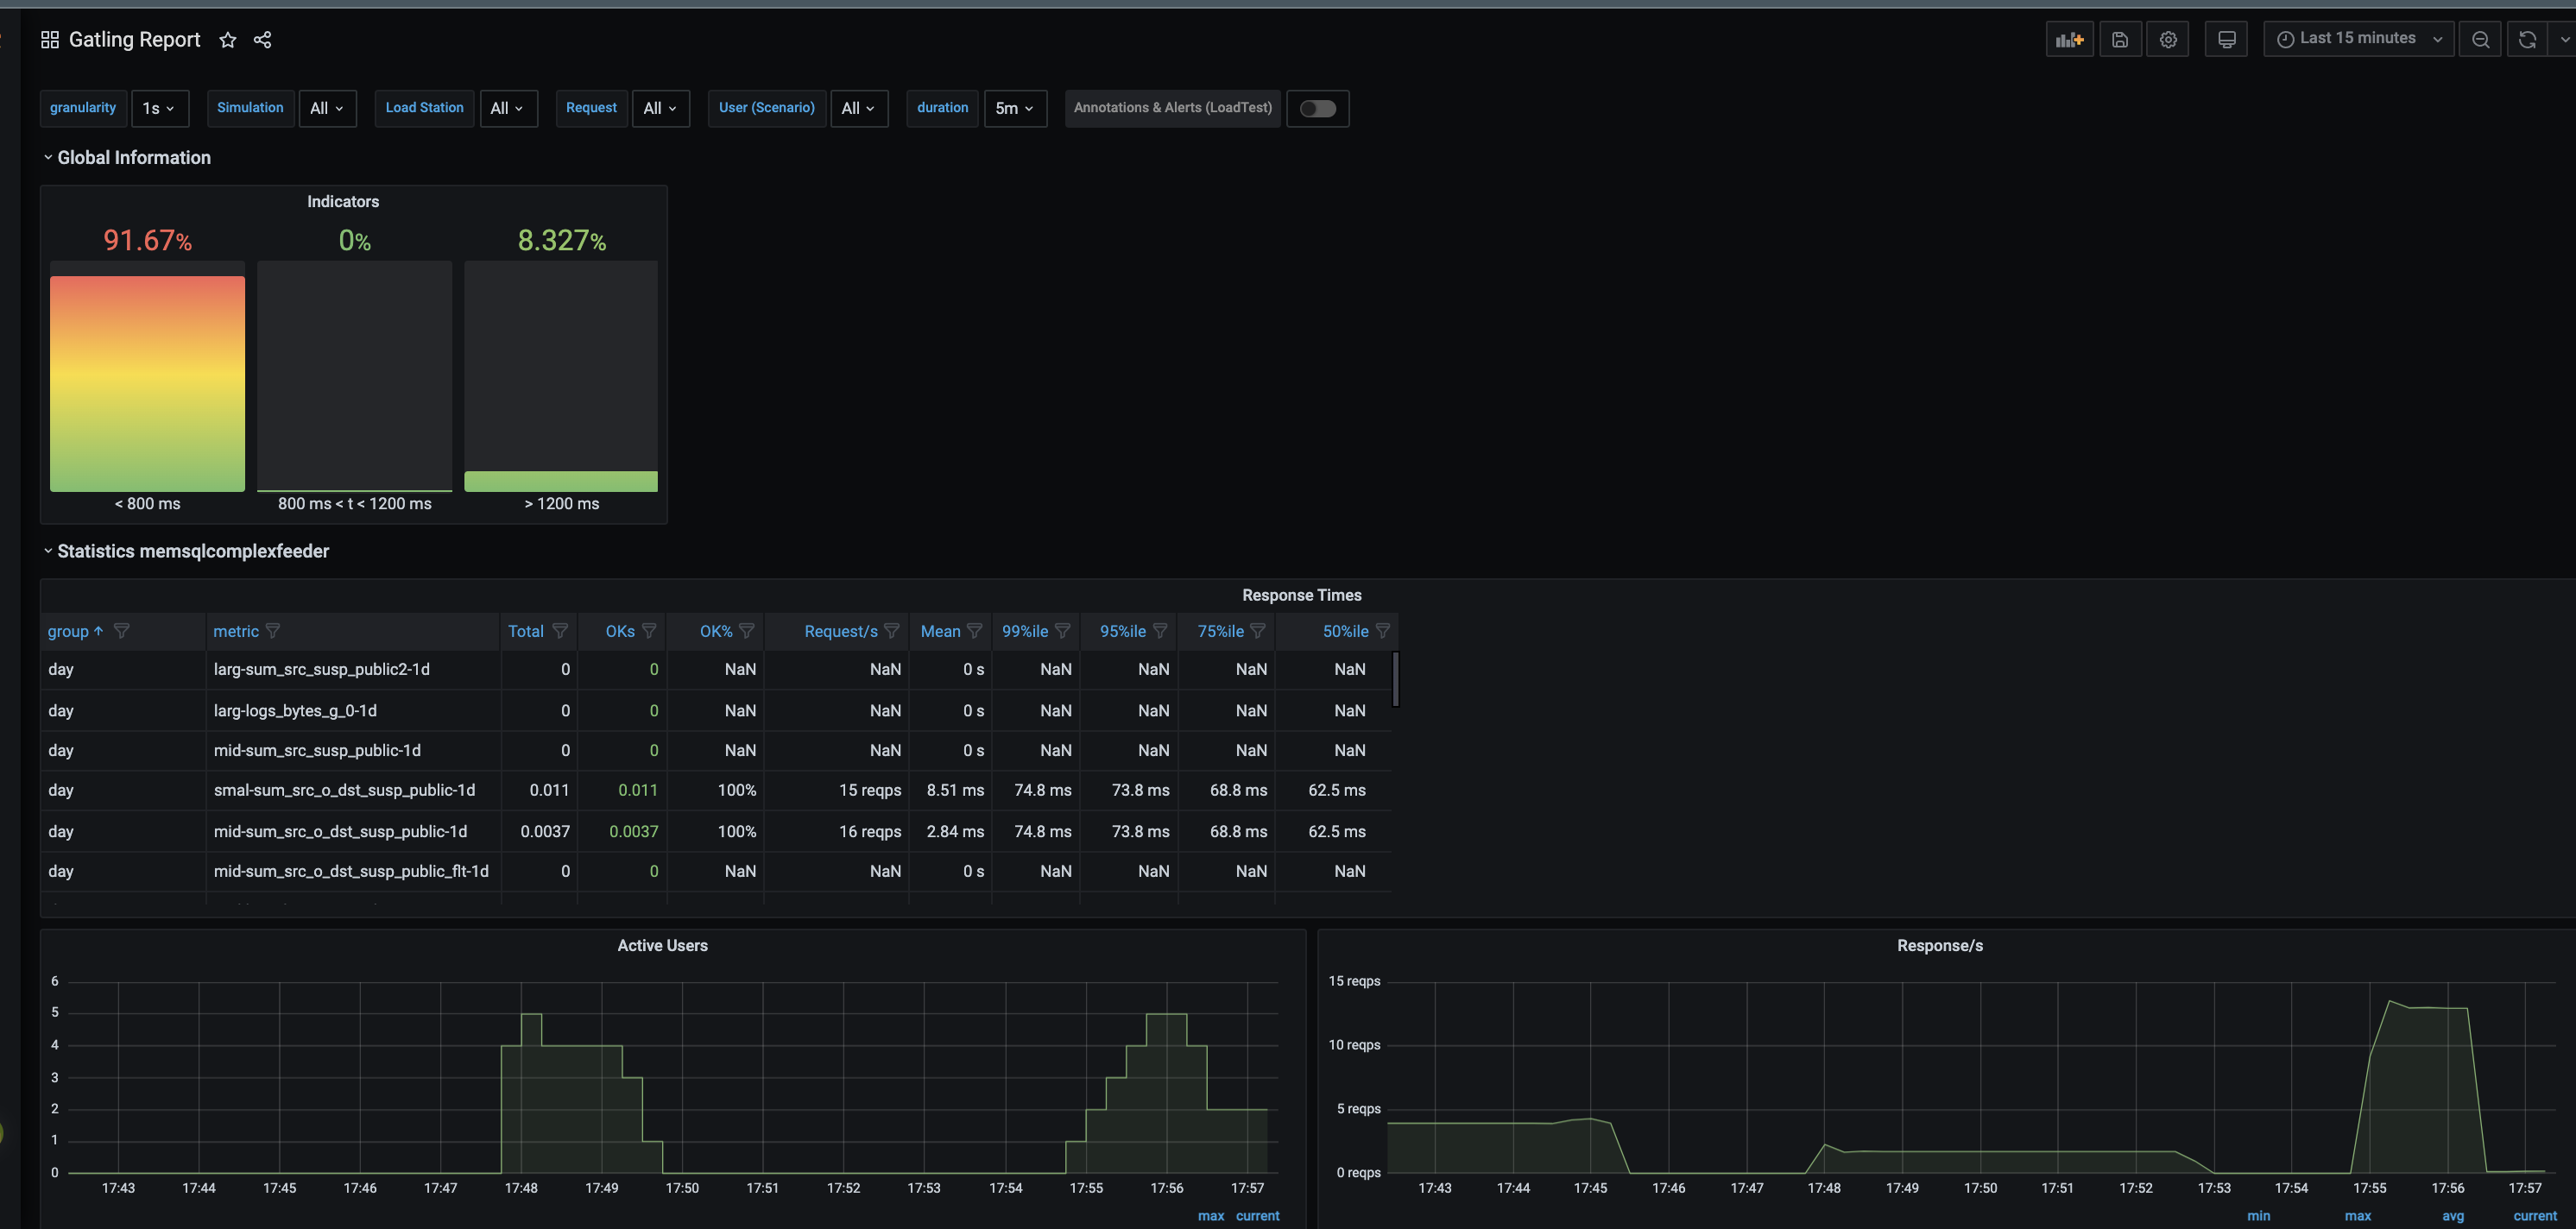 Gatling Report
Last 15 minutes
granularity 1s Simulation All Load Station All Request All User (Scenario) All duration 5m Annotations & Alerts (LoadTest)
Global Information
Indicators
91.67% 0% 8.327%
< 800 ms 800 ms < t < 1200 ms > 1200 ms
Statistics memsqlcomplexfeeder
Response Times
group metric Total OKs OK% Request/s Mean 99%ile 95%ile 75%ile 50%ile
day larg-sum_src_susp_public2-1d 0 0 NaN NaN 0 s NaN NaN NaN NaN
day larg-logs_bytes_g_0-1d 0 0 NaN NaN 0 s NaN NaN NaN NaN
day mid-sum_src_susp_public-1d 0 0 NaN NaN 0 s NaN NaN NaN NaN
day smal-sum_src_o_dst_susp_public-1d 0.011 0.011 100% 15 reqps 8.51 ms 74.8 ms 73.8 ms 68.8 ms 62.5 ms
day mid-sum_src_o_dst_susp_public-1d 0.0037 0.0037 100% 16 reqps 2.84 ms 74.8 ms 73.8 ms 68.8 ms 62.5 ms
day mid-sum_src_o_dst_susp_public_flt-1d 0 0 NaN NaN 0 s NaN NaN NaN NaN
Active Users
6
5
4
3
2
1
0
17:43 17:44 17:45 17:46 17:47 17:48 17:49 17:50 17:51 17:52 17:53 17:54 17:55 17:56 17:57
max current
Response/s
15 reqps
10 reqps
5 reqps
0 reqps
17:43 17:44 17:45 17:46 17:47 17:48 17:49 17:50 17:51 17:52 17:53 17:54 17:55 17:56 17:57
min max avg current